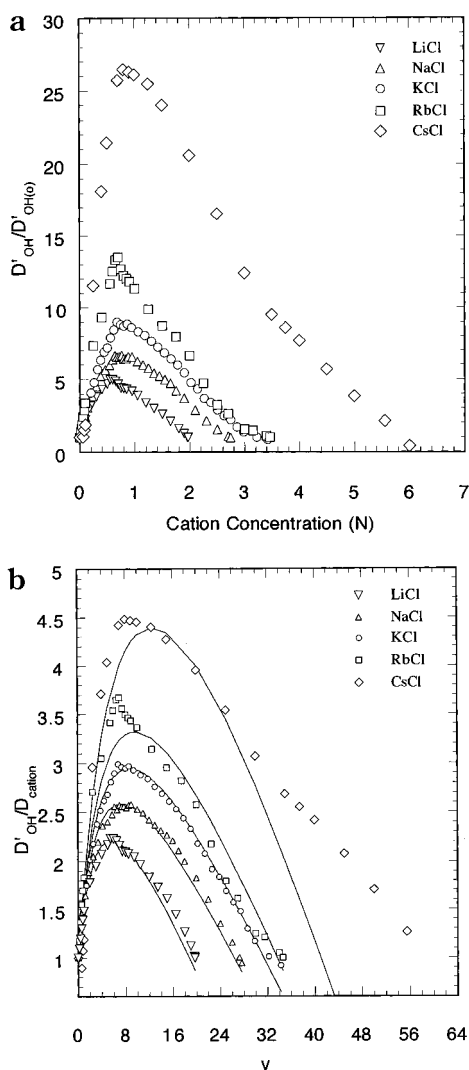 a
30
25
20
15
10
5
0
D'OH/D'OH(o)
LiCl
NaCl
KCl
RbCl
CsCl
0 1 2 3 4 5 6 7
Cation Concentration (N)
b
5
4.5
4
3.5
3
2.5
2
1.5
1
D'OH/Dcation
LiCl
NaCl
KCl
RbCl
CsCl
0 8 16 24 32 40 48 56 64
v